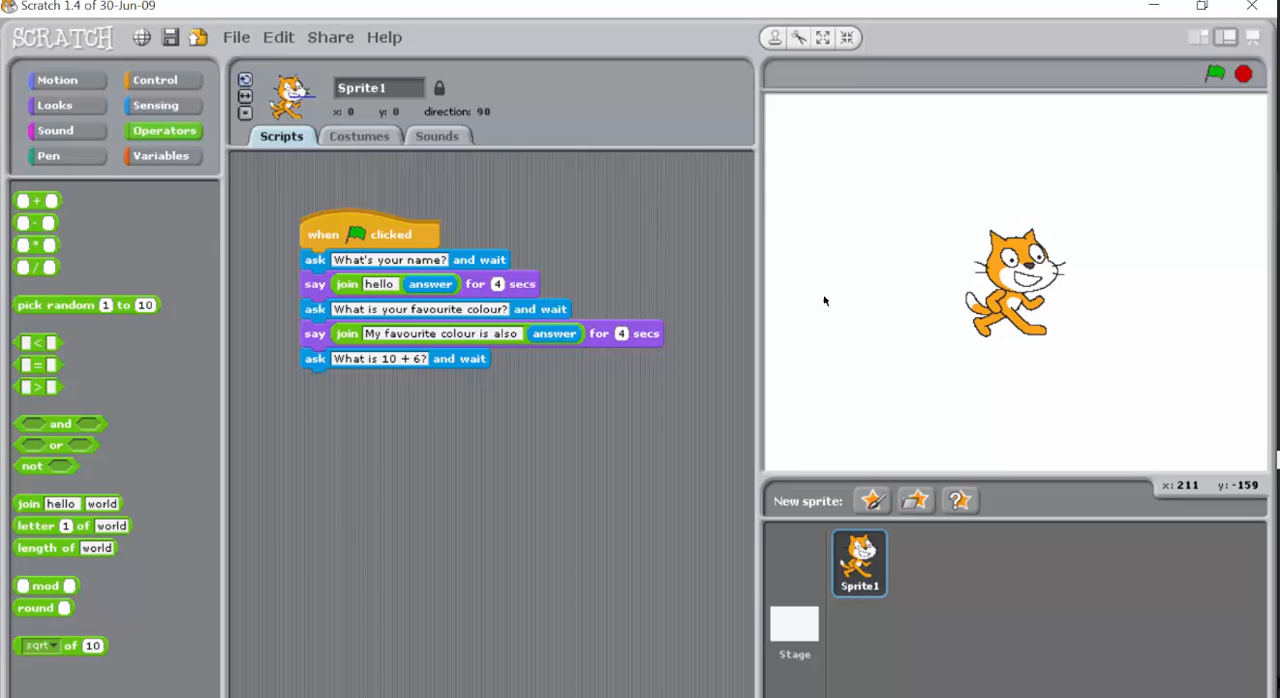 Scratch 1.4 of 30-Jun-09
SCRATCH File Edit Share Help
Motion Control
Looks Sensing
Sound Operators
Pen Variables
+
-
*
/
pick random 1 to 10
<
=
>
and
or
not
join hello world
letter 1 of world
length of world
mod
round
sqrt of 10
Sprite1
x: 0 y: 0 direction: 90
Scripts Costumes Sounds
when clicked
ask What's your name? and wait
say join hello answer for 4 secs
ask What is your favourite colour? and wait
say join My favourite colour is also answer for 4 secs
ask What is 10 + 6? and wait
x: 211 y: -159
New sprite:
Sprite1
Stage